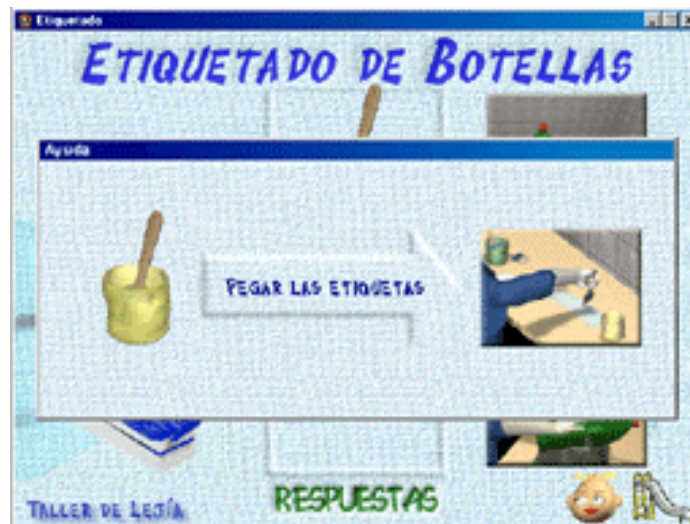 Etiquetado
ETIQUETADO DE BOTELLAS
Ayuda
PEGAR LAS ETIQUETAS
TALLER DE LEJÍA
RESPUESTAS